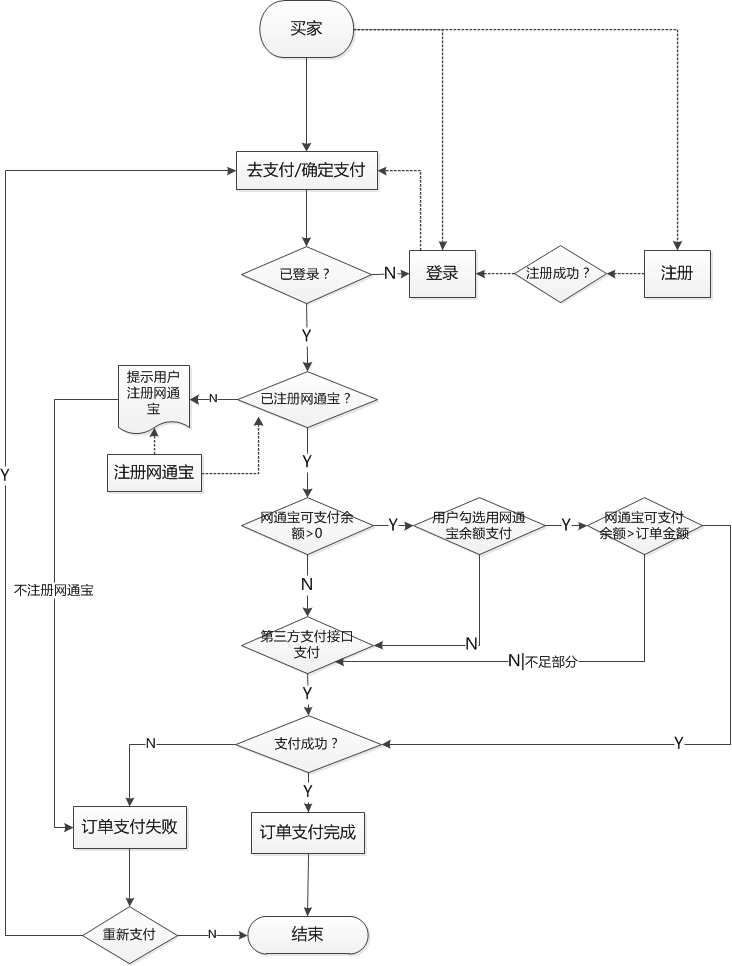 买家
去支付/确定支付
已登录？
N
登录
注册成功？
注册
Y
提示用户
注册网通
宝
N
已注册网通宝？
注册网通宝
Y
Y
网通宝可支付余
额>0
Y
用户勾选用网通
宝余额支付
Y
网通宝可支付
余额>订单金额
N
不注册网通宝
第三方支付接口
支付
N
N|不足部分
Y
N
支付成功？
Y
Y
订单支付失败
订单支付完成
重新支付
N
结束